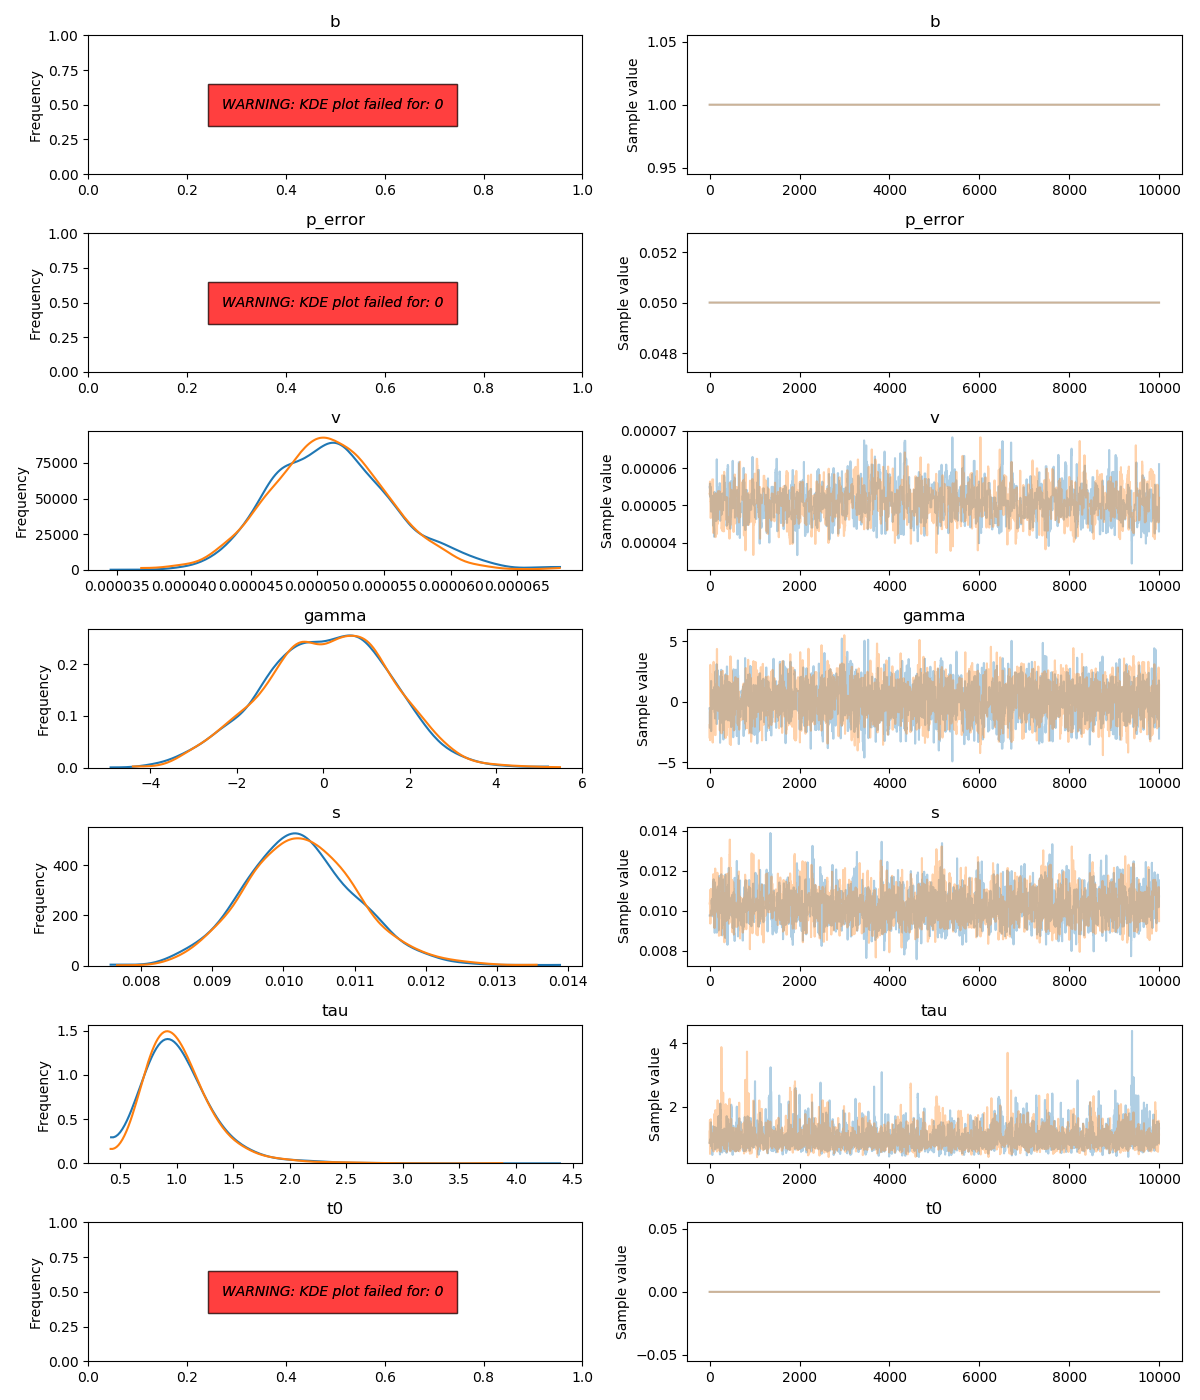 b
b
1.00
0.75
0.50
0.25
0.00
Frequency
WARNING: KDE plot failed for: 0
0.0 0.2 0.4 0.6 0.8 1.0
1.05
1.00
0.95
Sample value
0 2000 4000 6000 8000 10000
p_error
p_error
1.00
0.75
0.50
0.25
0.00
Frequency
WARNING: KDE plot failed for: 0
0.0 0.2 0.4 0.6 0.8 1.0
0.052
0.050
0.048
Sample value
0 2000 4000 6000 8000 10000
v
v
75000
50000
25000
0
Frequency
0.000035 0.000040 0.000045 0.000050 0.000055 0.000060 0.000065
0.00007
0.00006
0.00005
0.00004
Sample value
0 2000 4000 6000 8000 10000
gamma
gamma
0.2
0.1
0.0
Frequency
−4 −2 0 2 4 6
5
0
−5
Sample value
0 2000 4000 6000 8000 10000
s
s
400
200
0
Frequency
0.008 0.009 0.010 0.011 0.012 0.013 0.014
0.014
0.012
0.010
0.008
Sample value
0 2000 4000 6000 8000 10000
tau
tau
1.5
1.0
0.5
0.0
Frequency
0.5 1.0 1.5 2.0 2.5 3.0 3.5 4.0 4.5
4
2
Sample value
0 2000 4000 6000 8000 10000
t0
t0
1.00
0.75
0.50
0.25
0.00
Frequency
WARNING: KDE plot failed for: 0
0.0 0.2 0.4 0.6 0.8 1.0
0.05
0.00
−0.05
Sample value
0 2000 4000 6000 8000 10000